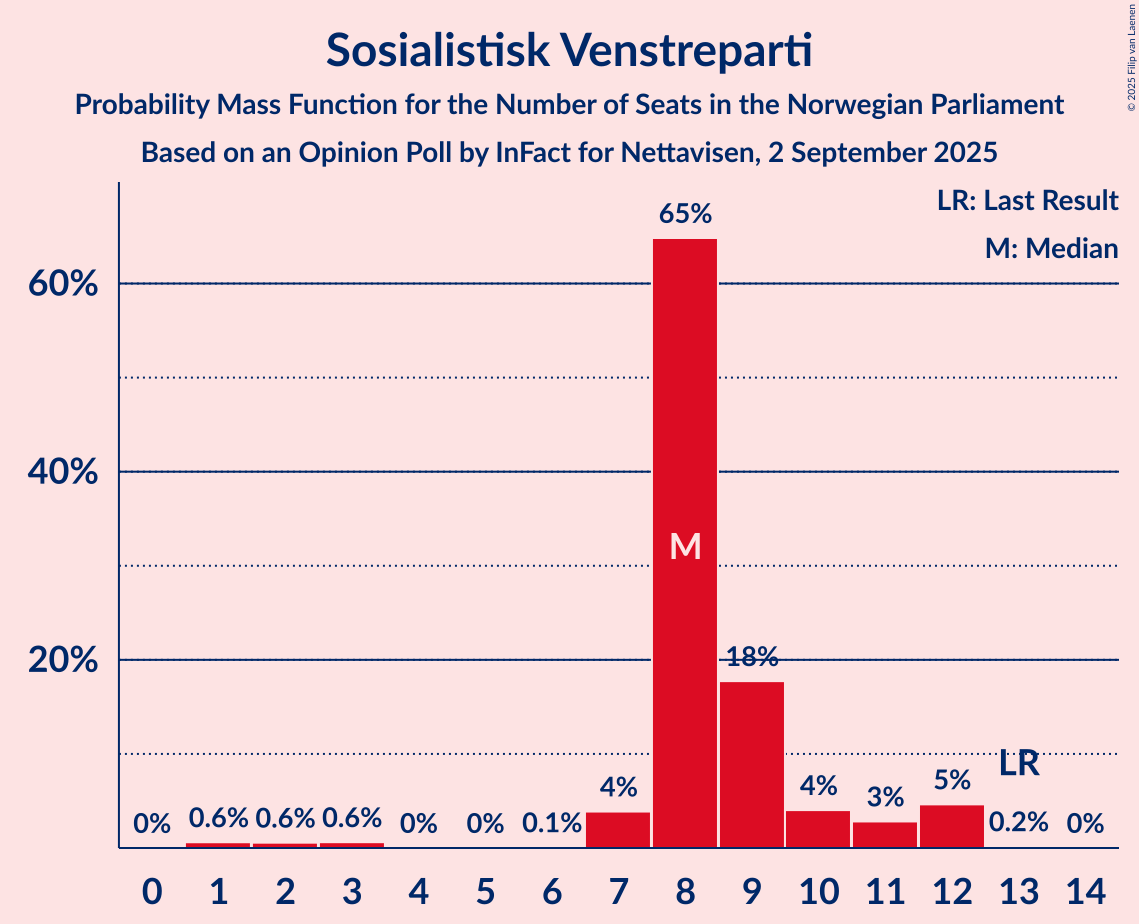 Sosialistisk Venstreparti
Probability Mass Function for the Number of Seats in the Norwegian Parliament
Based on an Opinion Poll by InFact for Nettavisen, 2 September 2025
© 2025 Filip van Laenen
LR: Last Result
M: Median
60%
40%
20%
0% 0.6% 0.6% 0.6% 0% 0% 0.1% 4% 65% 18% 4% 3% 5% 0.2% 0%
M
LR
0 1 2 3 4 5 6 7 8 9 10 11 12 13 14